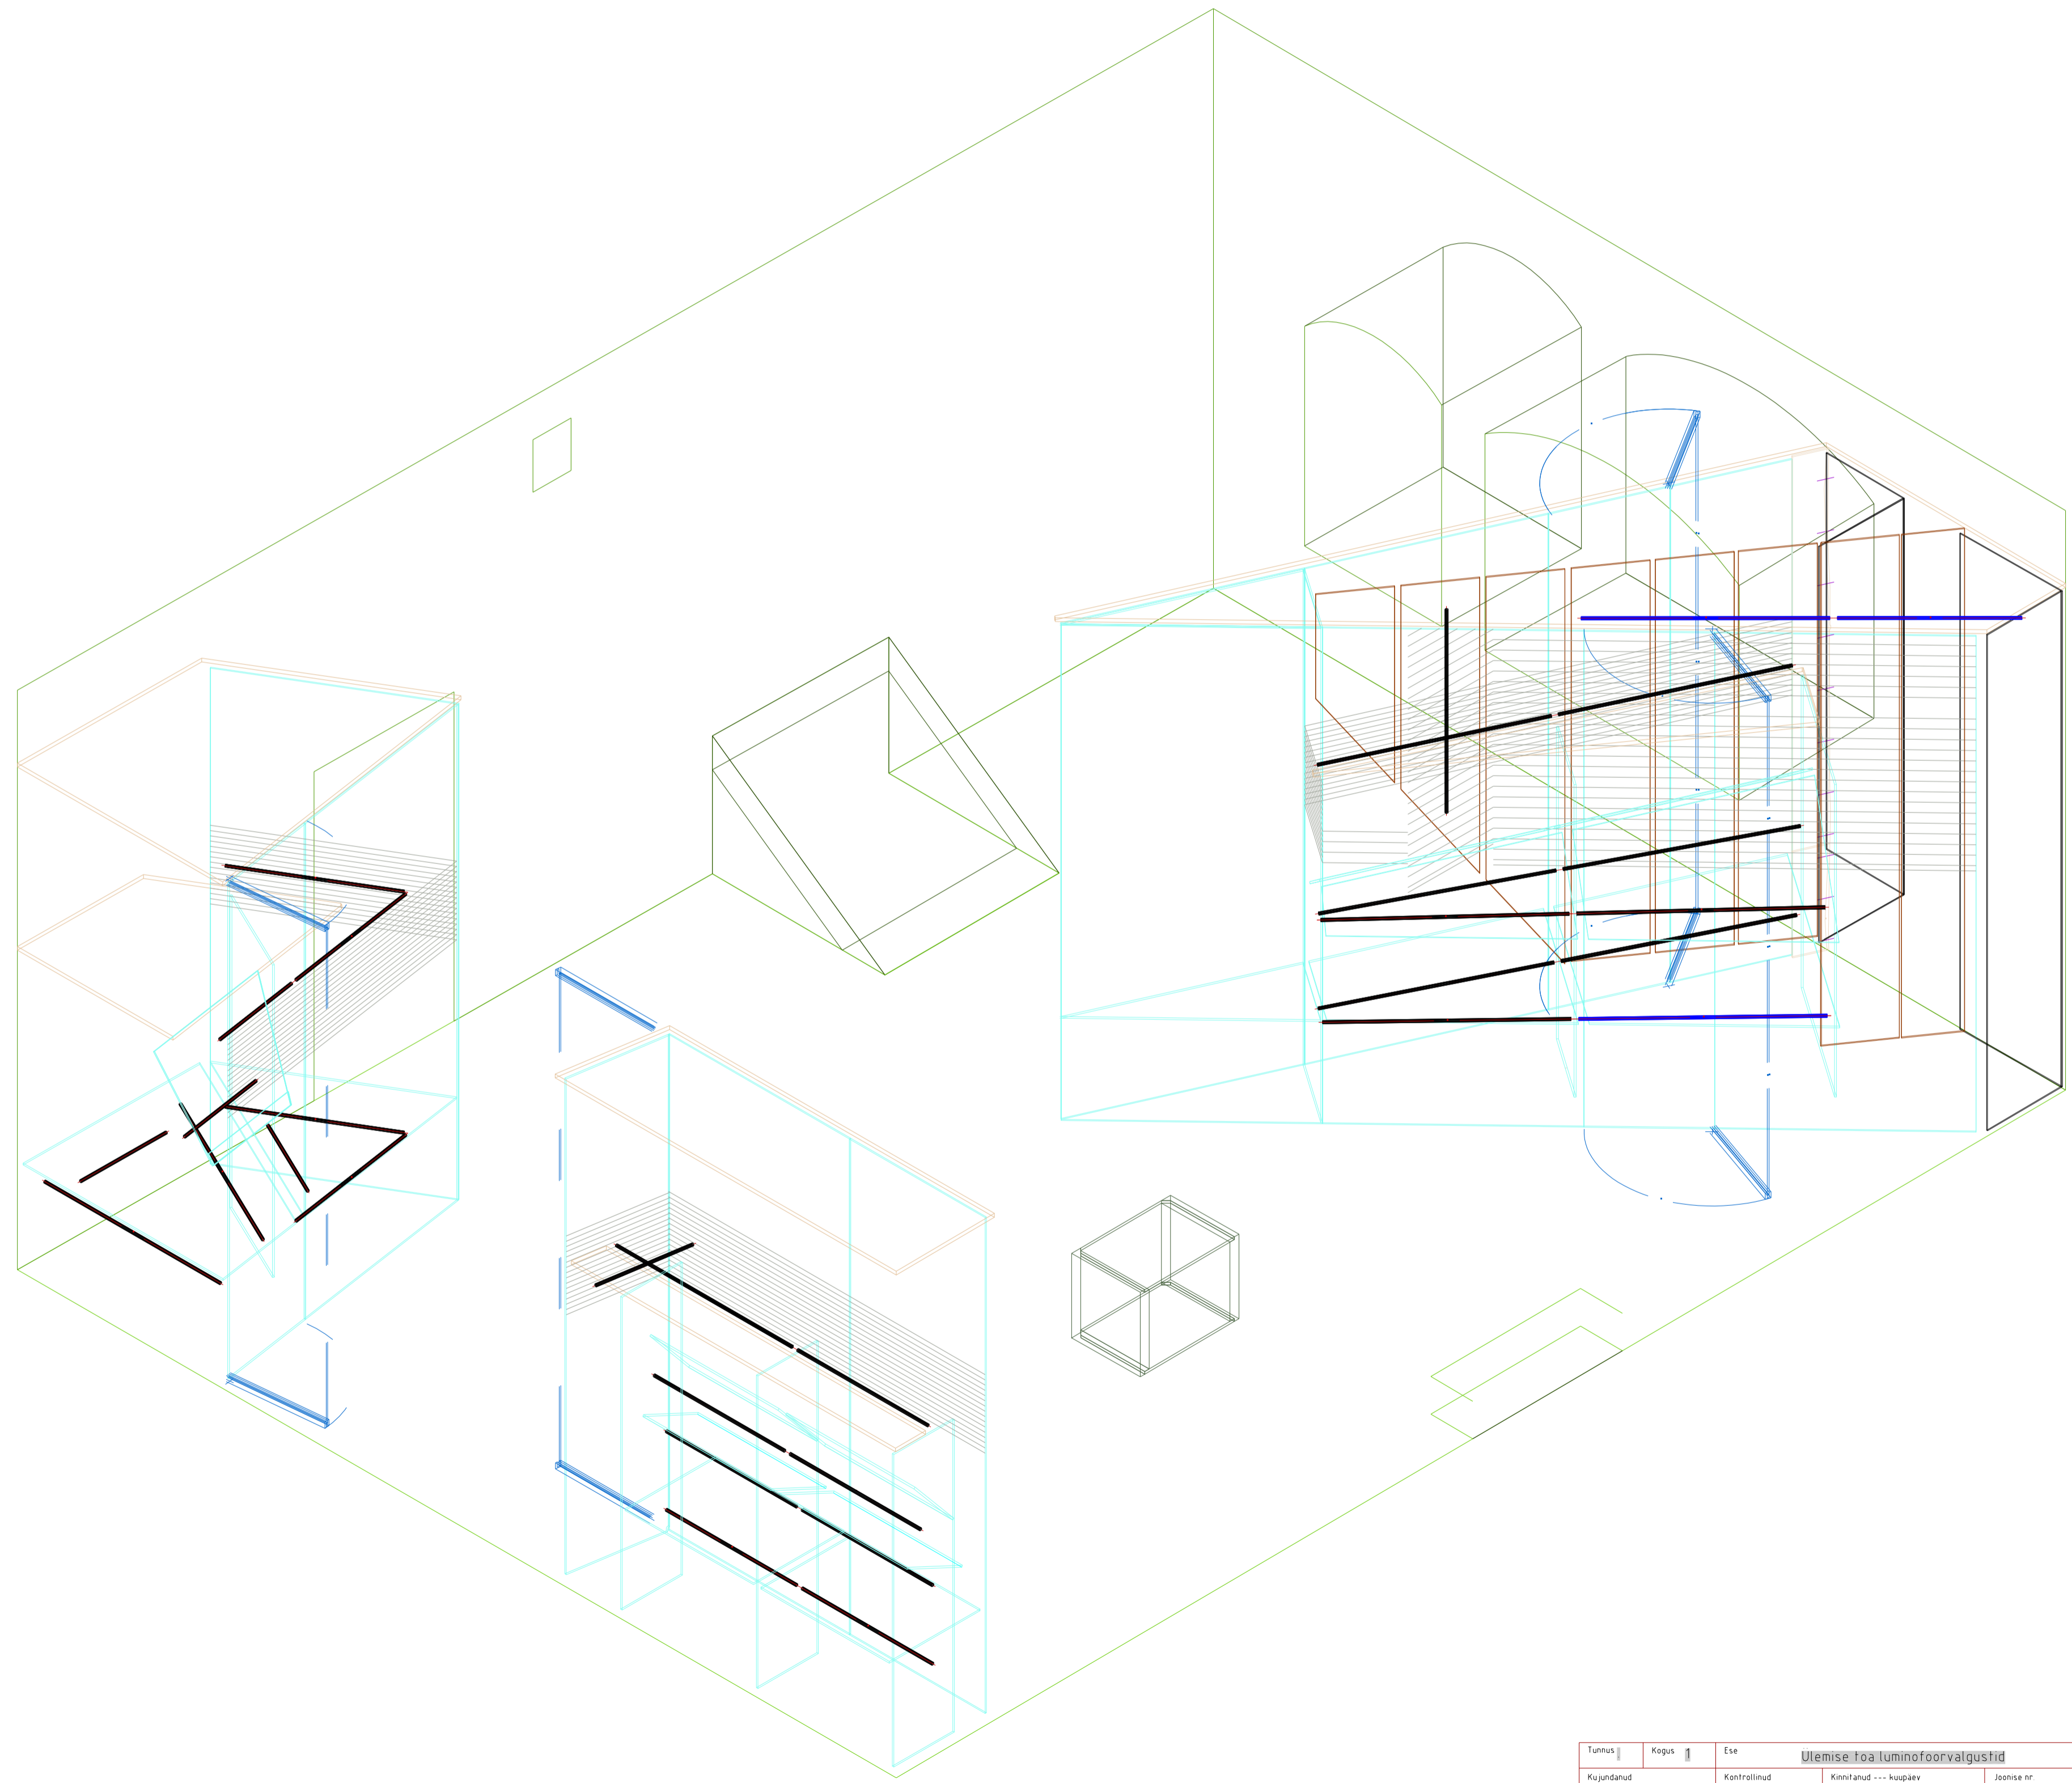 Tunnus Kogus 1 Ese Ülemise toa luminofoorvalgustid
Kujundanud Kontrollinud Kinnitanud --- kuupäev Joonise nr.